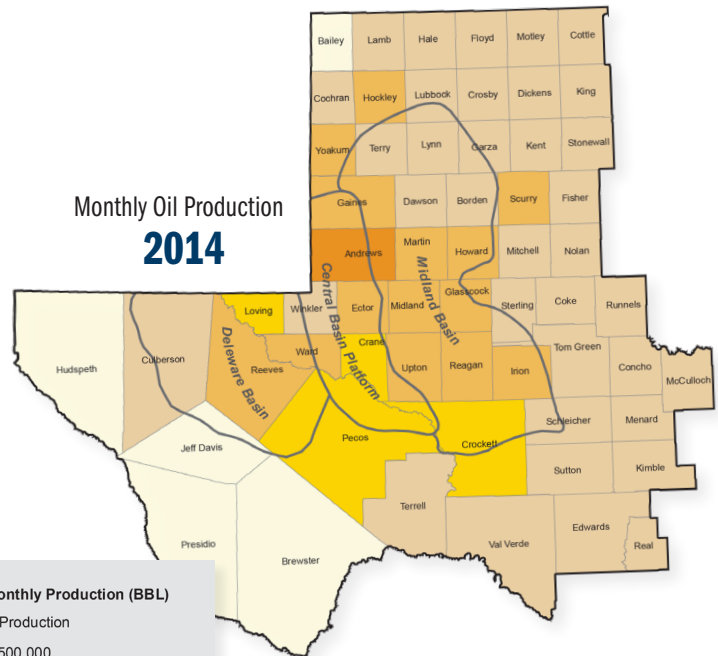 Monthly Oil Production
2014
Bailey Lamb Hale Floyd Motley Cottle
Cochran Hockley Lubbock Crosby Dickens King
Yoakum Terry Lynn Garza Kent Stonewall
Gaines Dawson Borden Scurry Fisher
Andrews Martin Howard Mitchell Nolan
Loving Winkler Ector Midland Glasscock Sterling Coke Runnels
Hudspeth Culberson Reeves Ward Crane Upton Reagan Irion Tom Green Concho McCulloch
Jeff Davis Pecos Crockett Schleicher Menard
Sutton Kimble
Presidio Brewster Terrell Val Verde Edwards Real
Deleware Basin
Central Basin Platform
Midland Basin
onthly Production (BBL)
Production
500,000